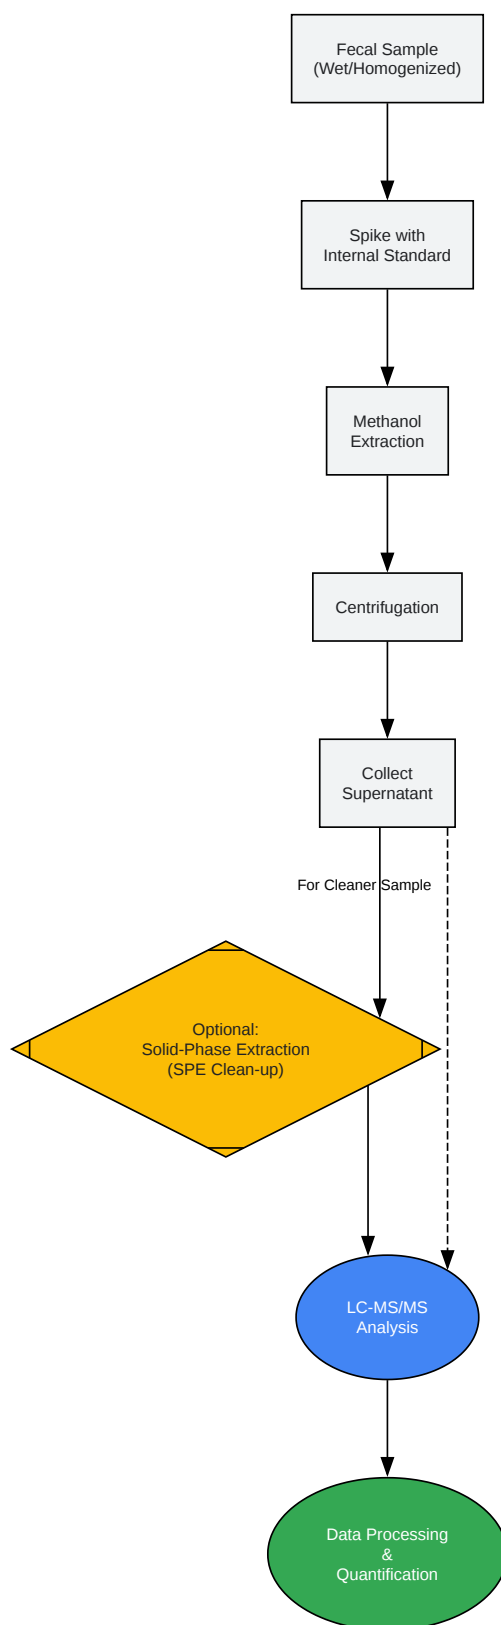 Fecal Sample
(Wet/Homogenized)
Spike with
Internal Standard
Methanol
Extraction
Centrifugation
Collect
Supernatant
For Cleaner Sample
Optional:
Solid-Phase Extraction
(SPE Clean-up)
LC-MS/MS
Analysis
Data Processing
&
Quantification